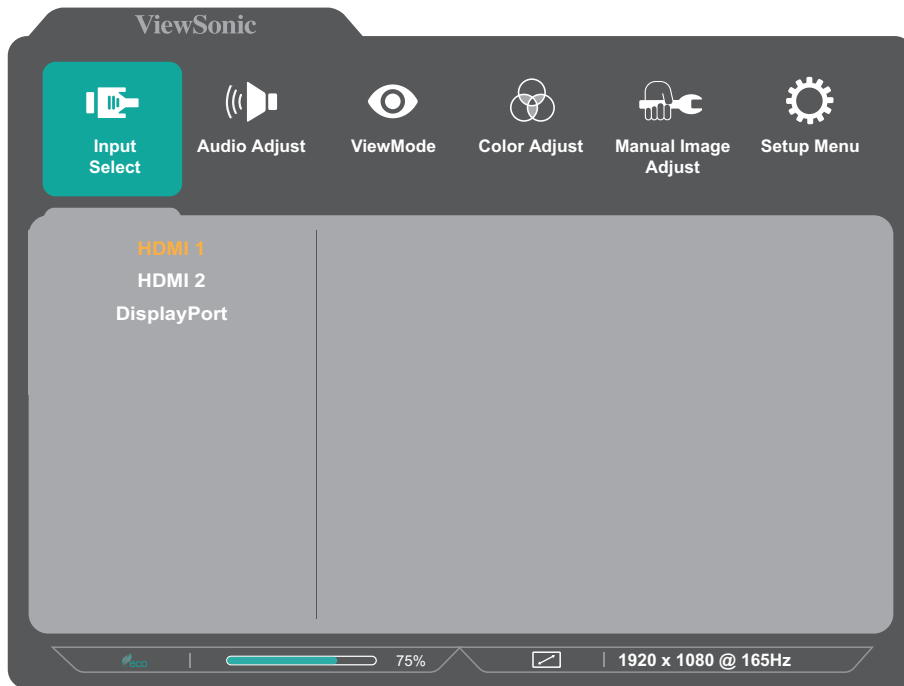 ViewSonic
Input
Select
Audio Adjust
ViewMode
Color Adjust
Manual Image
Adjust
Setup Menu
HDMI 1
HDMI 2
DisplayPort
eco
75%
1920 x 1080 @ 165Hz